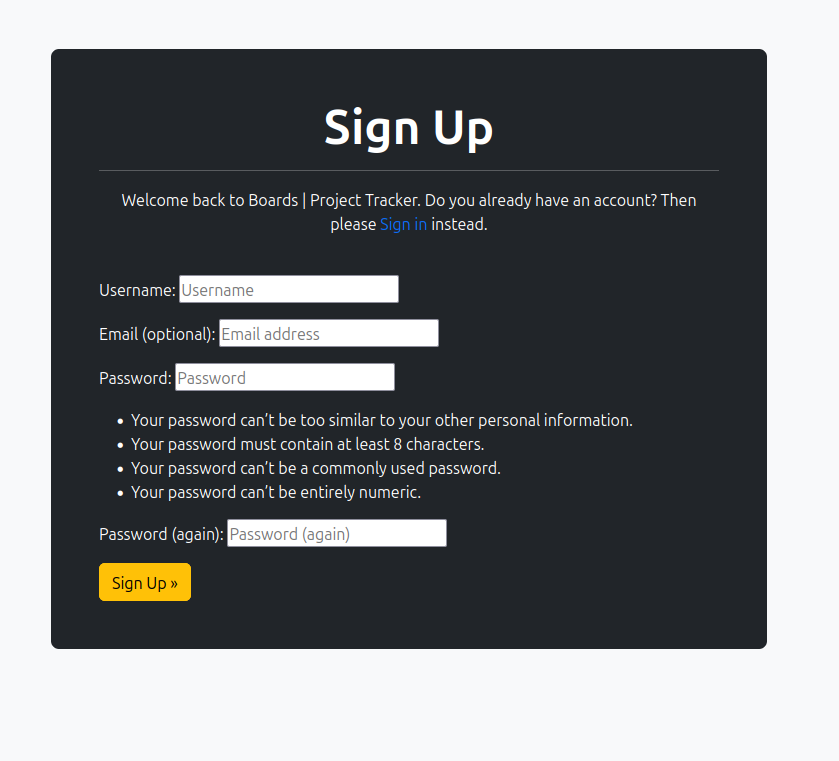 Sign Up
Welcome back to Boards | Project Tracker. Do you already have an account? Then
please Sign in instead.
Username: Username
Email (optional): Email address
Password: Password
• Your password can’t be too similar to your other personal information.
• Your password must contain at least 8 characters.
• Your password can’t be a commonly used password.
• Your password can’t be entirely numeric.
Password (again): Password (again)
Sign Up »